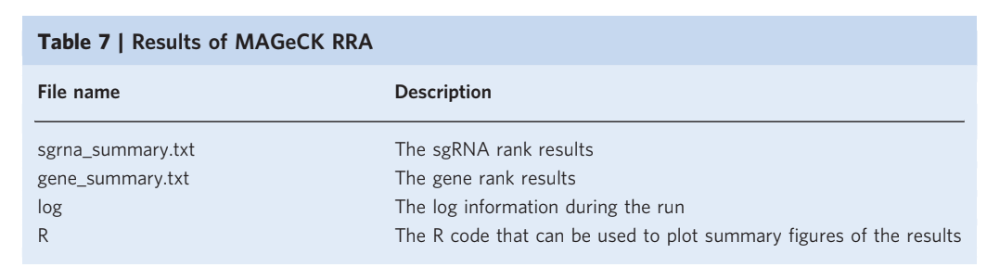 Table 7 | Results of MAGeCK RRA
File name Description
sgrna_summary.txt The sgRNA rank results
gene_summary.txt The gene rank results
log The log information during the run
R The R code that can be used to plot summary figures of the results